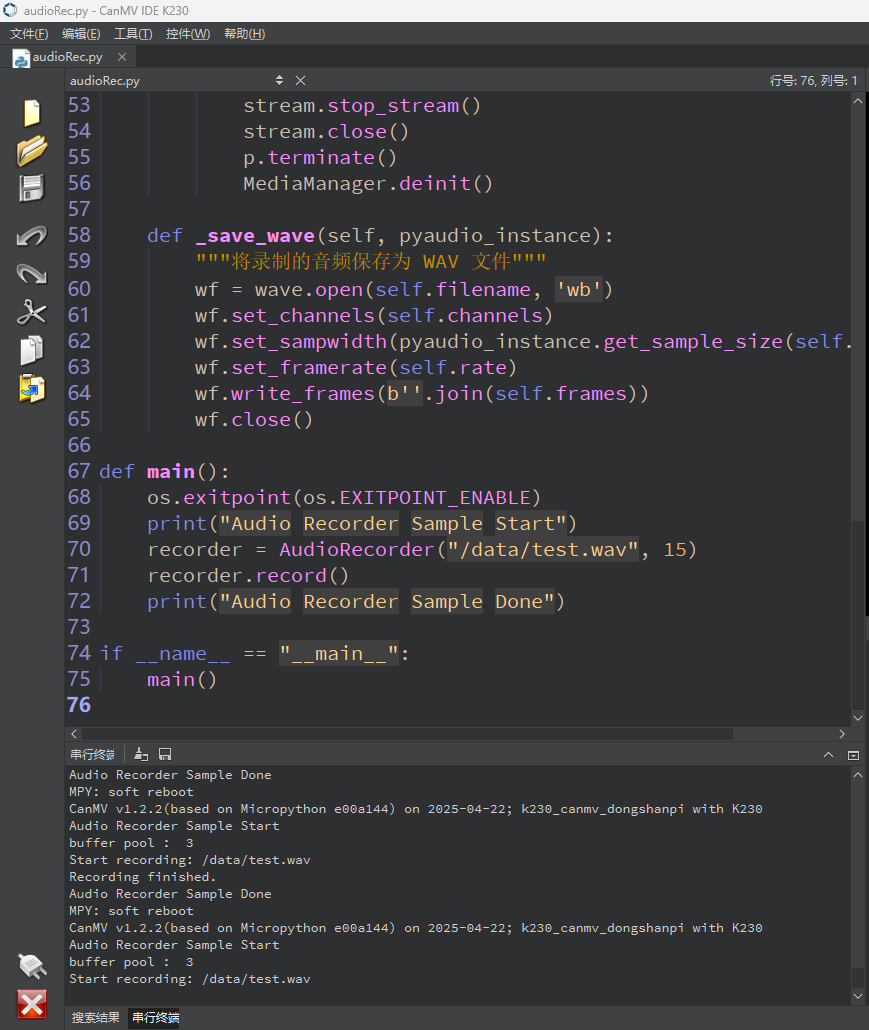 audioRec.py - CanMV IDE K230
文件(F) 编辑(E) 工具(T) 控件(W) 帮助(H)
audioRec.py
audioRec.py 行号: 76, 列号: 1
53 stream.stop_stream()
54 stream.close()
55 p.terminate()
56 MediaManager.deinit()
57
58 def _save_wave(self, pyaudio_instance):
59 """将录制的音频保存为 WAV 文件"""
60 wf = wave.open(self.filename, 'wb')
61 wf.set_channels(self.channels)
62 wf.set_sampwidth(pyaudio_instance.get_sample_size(self.
63 wf.set_framerate(self.rate)
64 wf.write_frames(b''.join(self.frames))
65 wf.close()
66
67 def main():
68 os.exitpoint(os.EXITPOINT_ENABLE)
69 print("Audio Recorder Sample Start")
70 recorder = AudioRecorder("/data/test.wav", 15)
71 recorder.record()
72 print("Audio Recorder Sample Done")
73
74 if __name__ == "__main__":
75 main()
76
串行终端
Audio Recorder Sample Done
MPY: soft reboot
CanMV v1.2.2(based on Micropython e00a144) on 2025-04-22; k230_canmv_dongshanpi with K230
Audio Recorder Sample Start
buffer pool : 3
Start recording: /data/test.wav
Recording finished.
Audio Recorder Sample Done
MPY: soft reboot
CanMV v1.2.2(based on Micropython e00a144) on 2025-04-22; k230_canmv_dongshanpi with K230
Audio Recorder Sample Start
buffer pool : 3
Start recording: /data/test.wav
搜索结果 串行终端